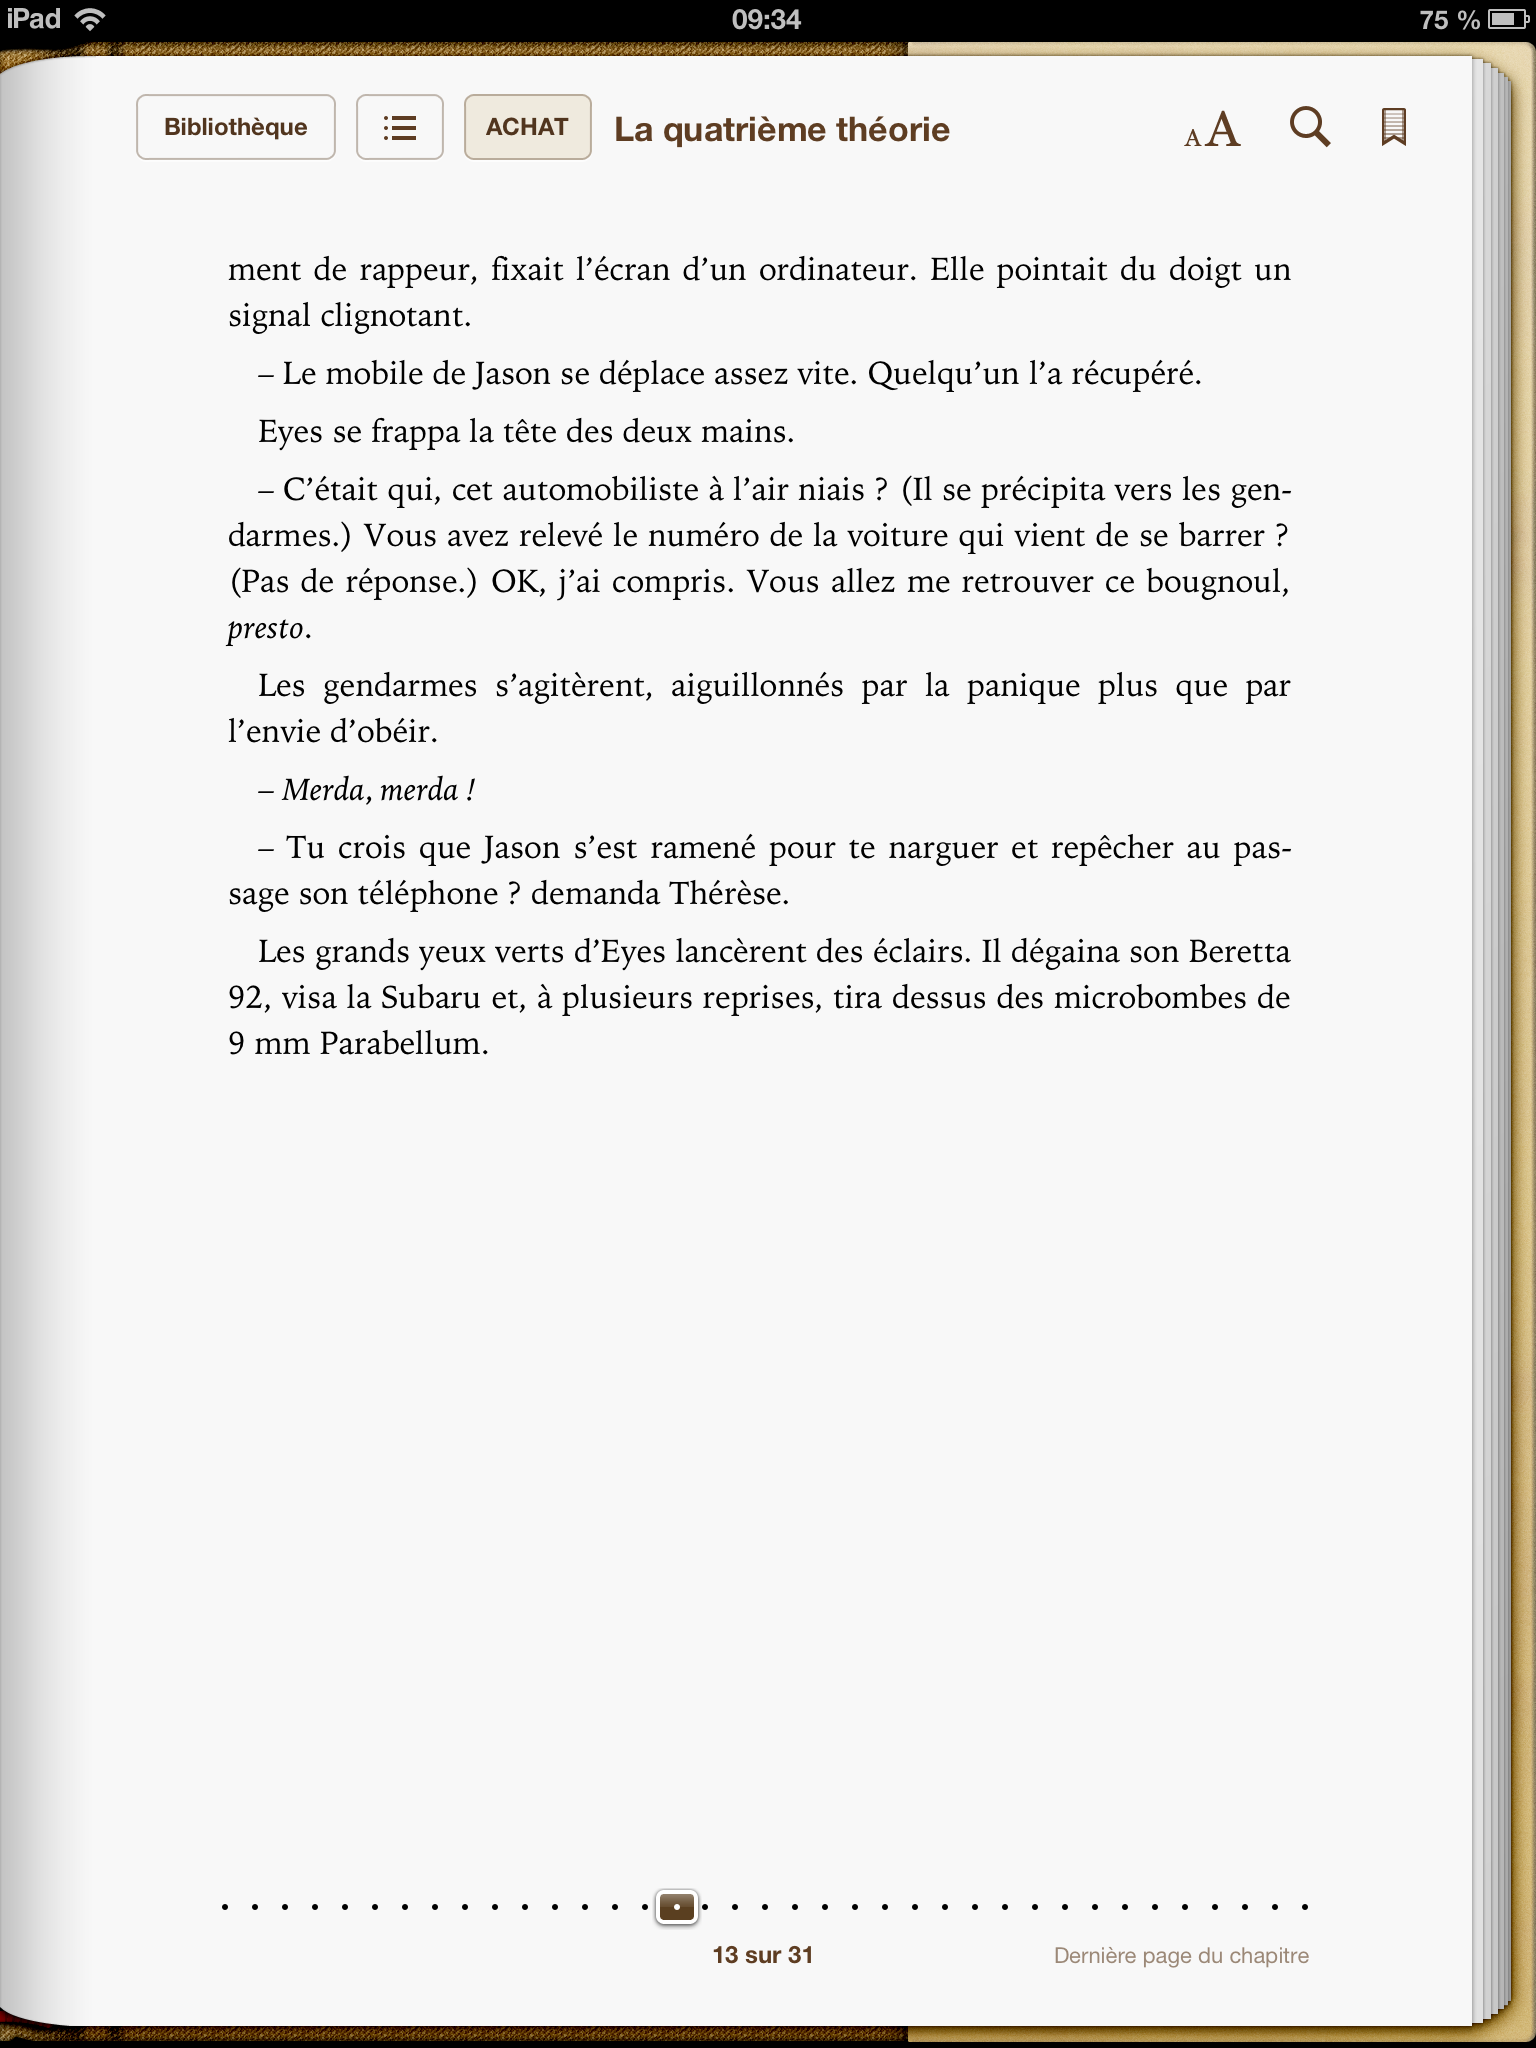 iPad
09:34
75 %
Bibliothèque
ACHAT
La quatrième théorie
AA
ment de rappeur, fixait l’écran d’un ordinateur. Elle pointait du doigt un
signal clignotant.
– Le mobile de Jason se déplace assez vite. Quelqu’un l’a récupéré.
Eyes se frappa la tête des deux mains.
– C’était qui, cet automobiliste à l’air niais ? (Il se précipita vers les gen-
darmes.) Vous avez relevé le numéro de la voiture qui vient de se barrer ?
(Pas de réponse.) OK, j’ai compris. Vous allez me retrouver ce bougnoul,
presto.
Les gendarmes s’agitèrent, aiguillonnés par la panique plus que par
l’envie d’obéir.
– Merda, merda !
– Tu crois que Jason s’est ramené pour te narguer et repêcher au pas-
sage son téléphone ? demanda Thérèse.
Les grands yeux verts d’Eyes lancèrent des éclairs. Il dégaina son Beretta
92, visa la Subaru et, à plusieurs reprises, tira dessus des microbombes de
9 mm Parabellum.
13 sur 31
Dernière page du chapitre